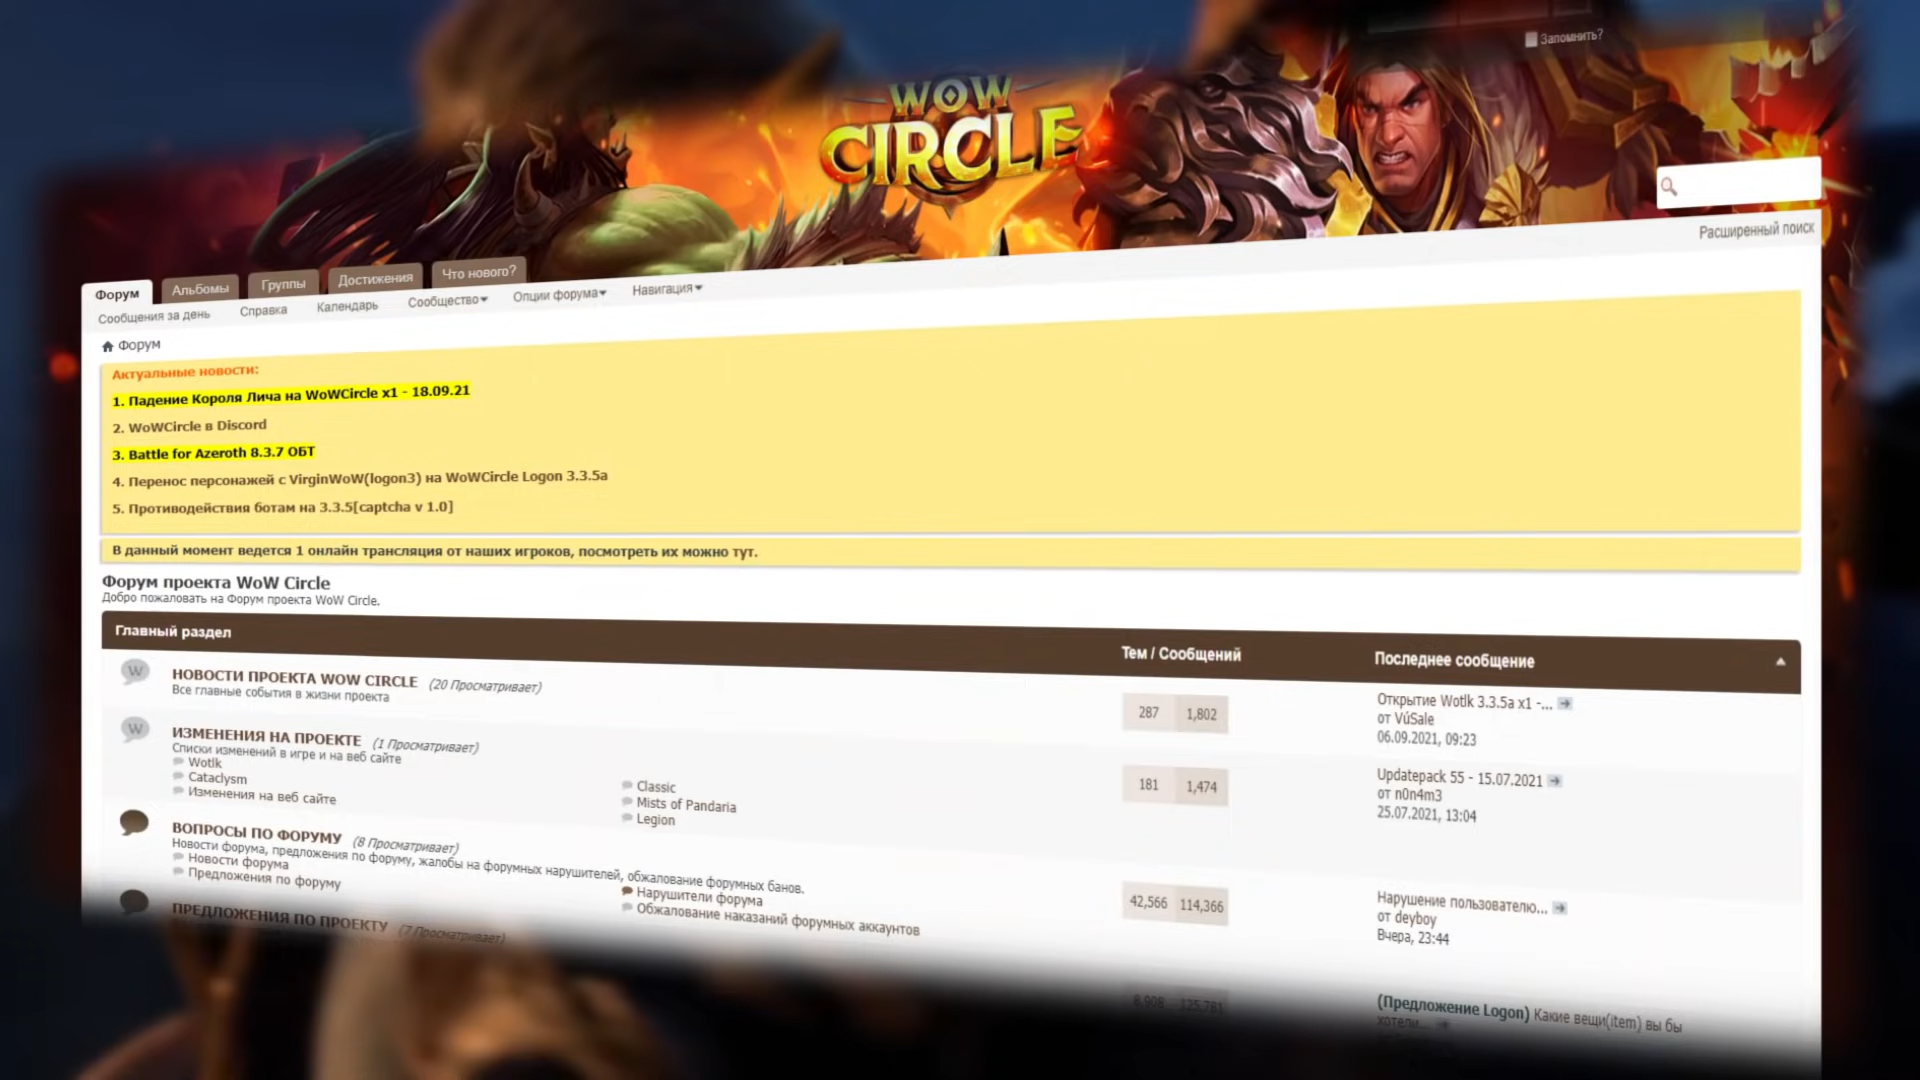 Запомнить?
WOW
CIRCLE
Расширенный поиск
Форум
Альбомы
Группы
Достижения
Что нового?
Сообщения за день
Справка
Календарь
Сообщество
Опции форума
Навигация
Форум
Актуальные новости:
1. Падение Короля Лича на WoWCircle x1 - 18.09.21
2. WoWCircle в Discord
3. Battle for Azeroth 8.3.7 ОБТ
4. Перенос персонажей с VirginWoW(logon3) на WoWCircle Logon 3.3.5a
5. Противодействия ботам на 3.3.5[captcha v 1.0]
В данный момент ведется 1 онлайн трансляция от наших игроков, посмотреть их можно тут.
Форум проекта WoW Circle
Добро пожаловать на Форум проекта WoW Circle.
Главный раздел
Тем / Сообщений
Последнее сообщение
НОВОСТИ ПРОЕКТА WOW CIRCLE (20 Просматривает)
Все главные события в жизни проекта
287 1,802
Открытие Wotlk 3.3.5a x1 -...
от VúSale
06.09.2021, 09:23
ИЗМЕНЕНИЯ НА ПРОЕКТЕ (1 Просматривает)
Списки изменений в игре и на веб сайте
Wotlk
Cataclysm
Изменения на веб сайте
Classic
Mists of Pandaria
Legion
181 1,474
Updatepack 55 - 15.07.2021
от n0n4m3
25.07.2021, 13:04
ВОПРОСЫ ПО ФОРУМУ (8 Просматривает)
Новости форума, предложения по форуму, жалобы на форумных нарушителей, обжалование форумных банов.
Новости форума
Предложения по форуму
Нарушители форума
Обжалование наказаний форумных аккаунтов
42,566 114,366
Нарушение пользователю...
от deyboy
Вчера, 23:44
ПРЕДЛОЖЕНИЯ ПО ПРОЕКТУ (7 Просматривает)
8,908 125,761
(Предложение Logon) Какие вещи(item) вы бы
хотели...